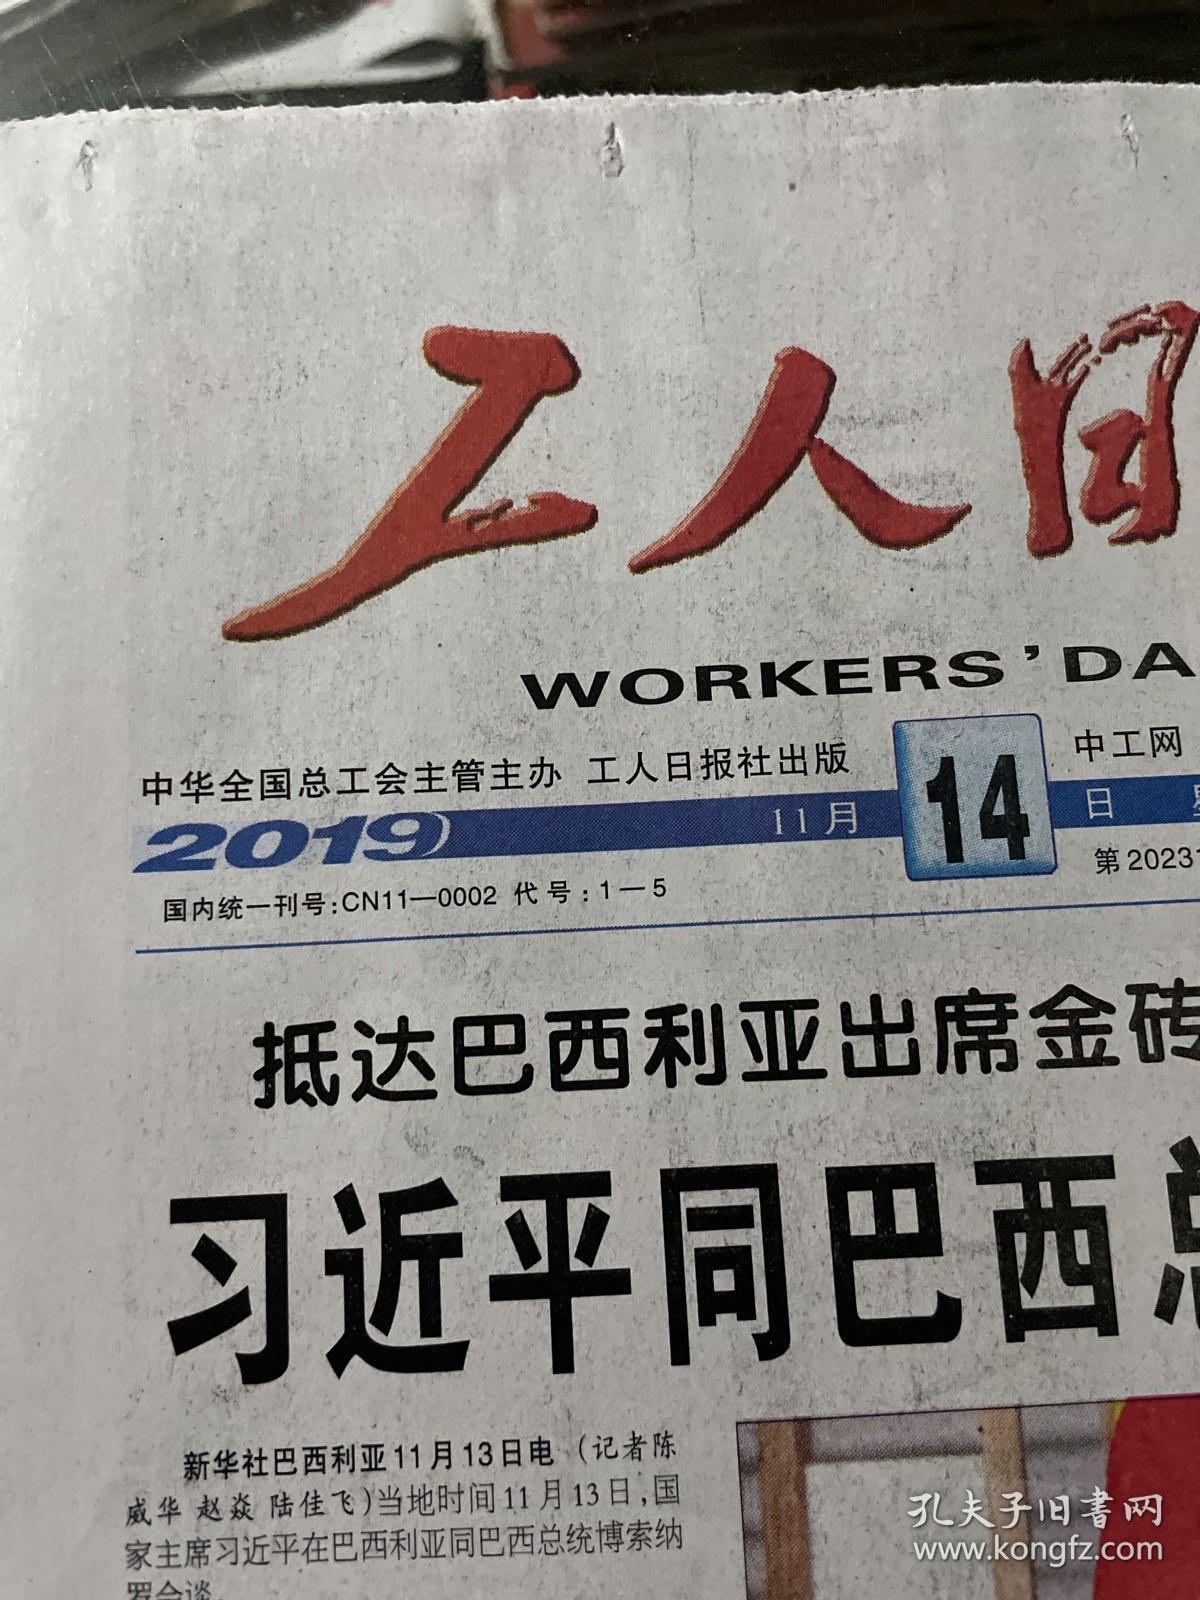 工人日
WORKERS'DA
中华全国总工会主管主办 工人日报社出版
中工网
2019 11月 14 日
国内统一刊号:CN11—0002 代号:1—5
第2023
抵达巴西利亚出席金砖
习近平同巴西总
新华社巴西利亚11月13日电(记者陈
威华 赵焱 陆佳飞)当地时间11月13日,国
家主席习近平在巴西利亚同巴西总统博索纳
罗会谈。
孔夫子旧书网
www.kongfz.com